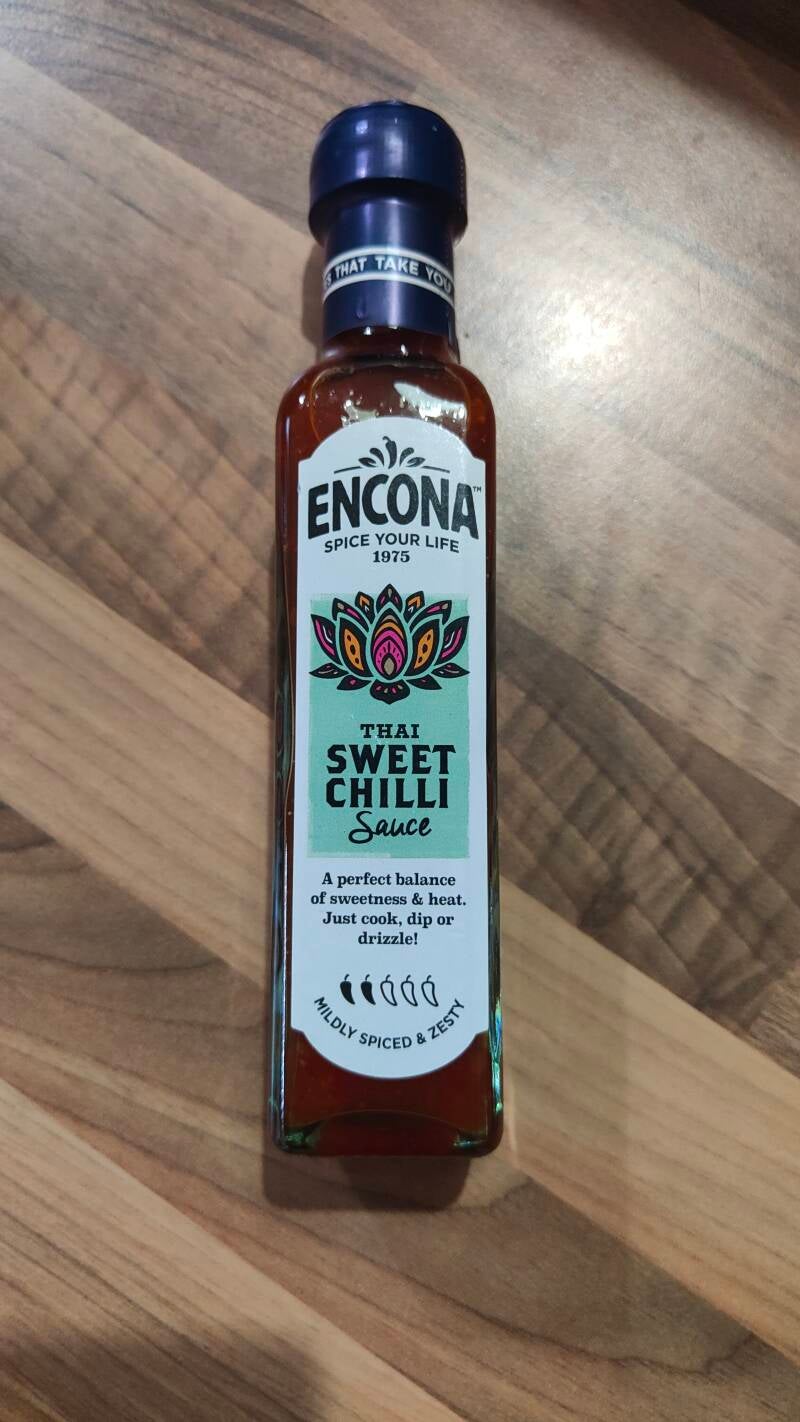 THAT TAKE YOU
ENCONA™
SPICE YOUR LIFE
1975
THAI
SWEET
CHILLI
Sauce
A perfect balance
of sweetness & heat.
Just cook, dip or
drizzle!
MILDLY SPICED & ZESTY